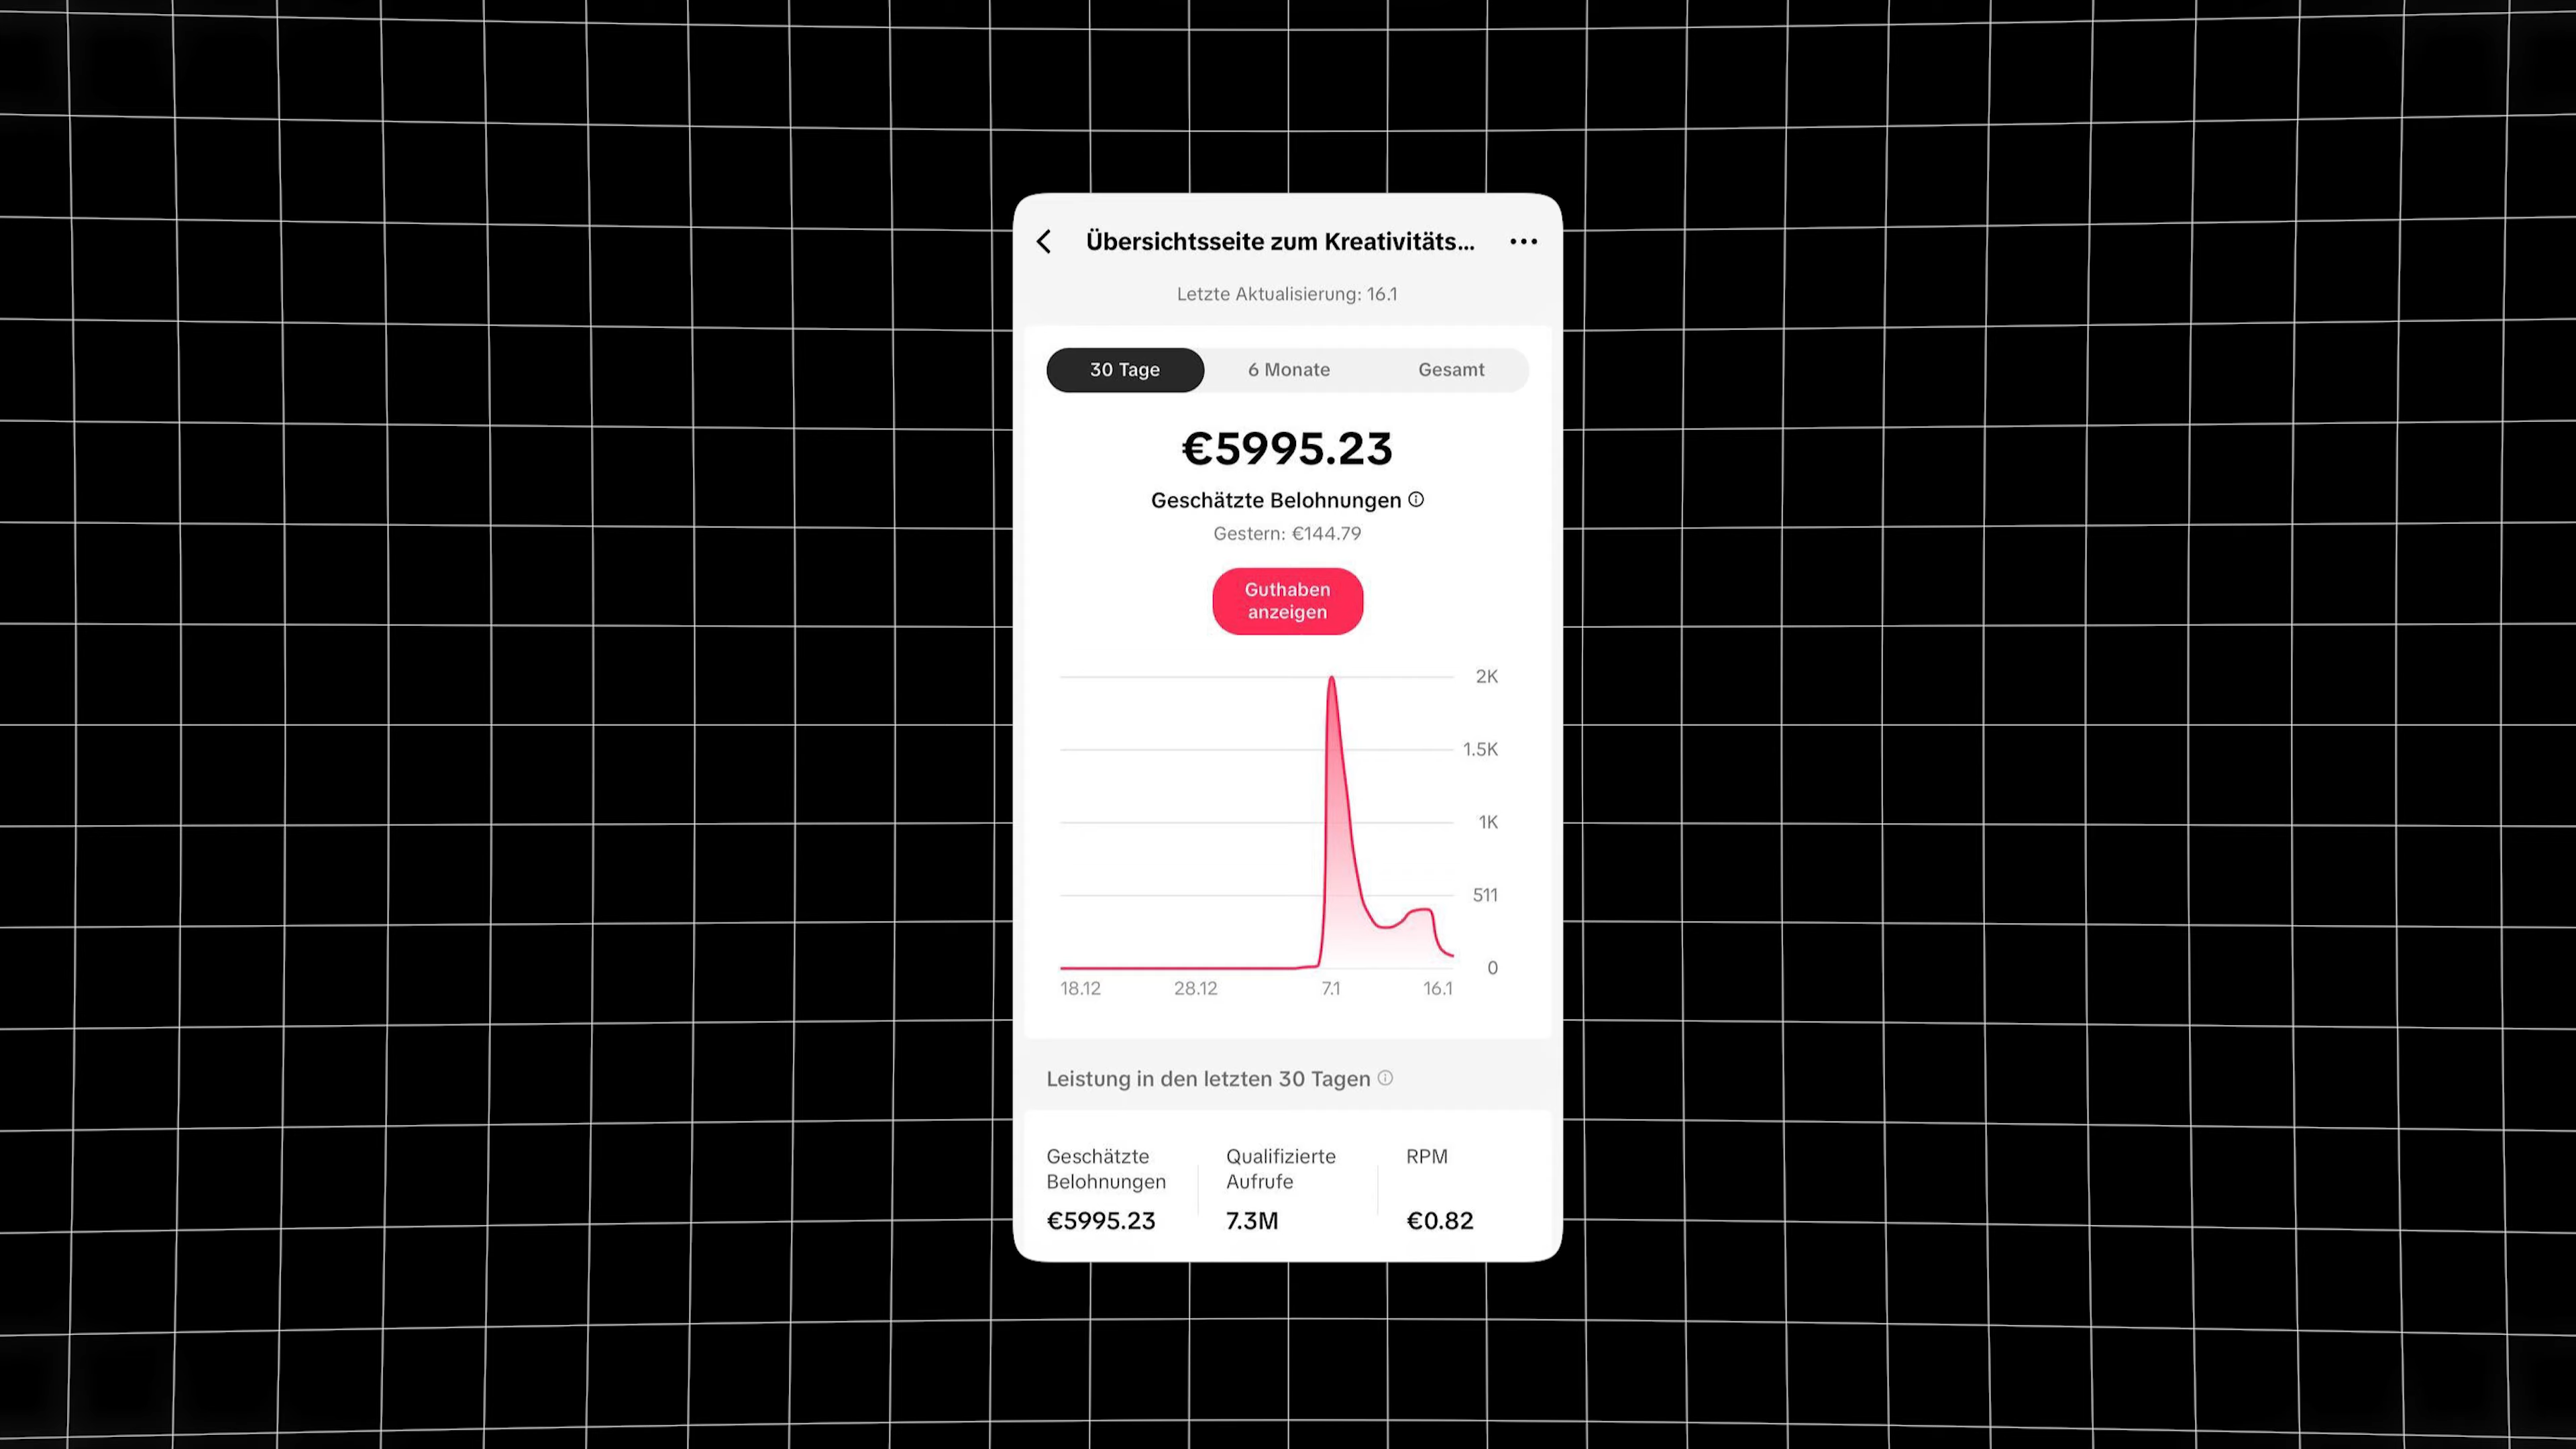 Übersichtsseite zum Kreativitäts...
Letzte Aktualisierung: 16.1
30 Tage
6 Monate
Gesamt
€5995.23
Geschätzte Belohnungen
Gestern: €144.79
Guthaben
anzeigen
2K
1.5K
1K
511
0
18.12
28.12
7.1
16.1
Leistung in den letzten 30 Tagen
Geschätzte
Belohnungen
€5995.23
Qualifizierte
Aufrufe
7.3M
RPM
€0.82